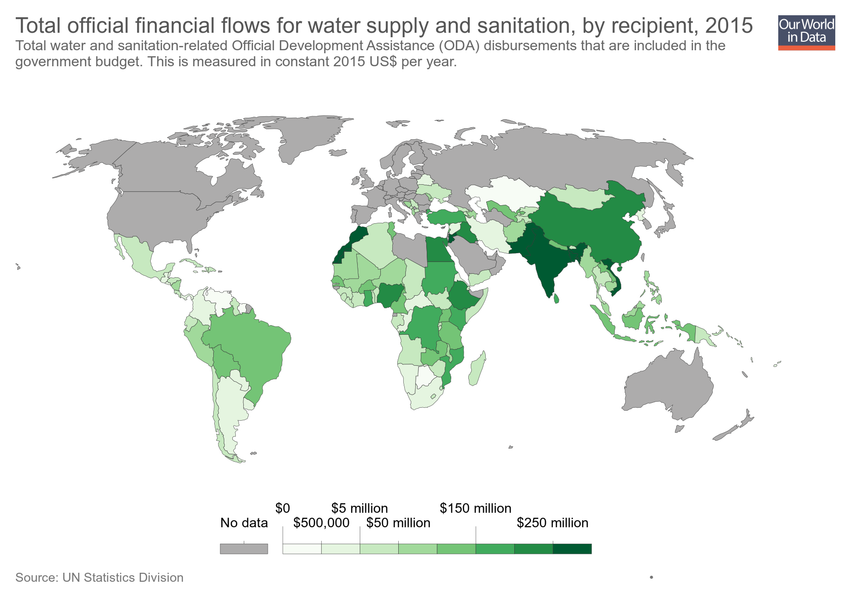 Total official financial flows for water supply and sanitation, by recipient, 2015
Our World
in Data
Total water and sanitation-related Official Development Assistance (ODA) disbursements that are included in the
government budget. This is measured in constant 2015 US$ per year.
$0
$5 million
$150 million
No data
$500,000
$50 million
$250 million
Source: UN Statistics Division